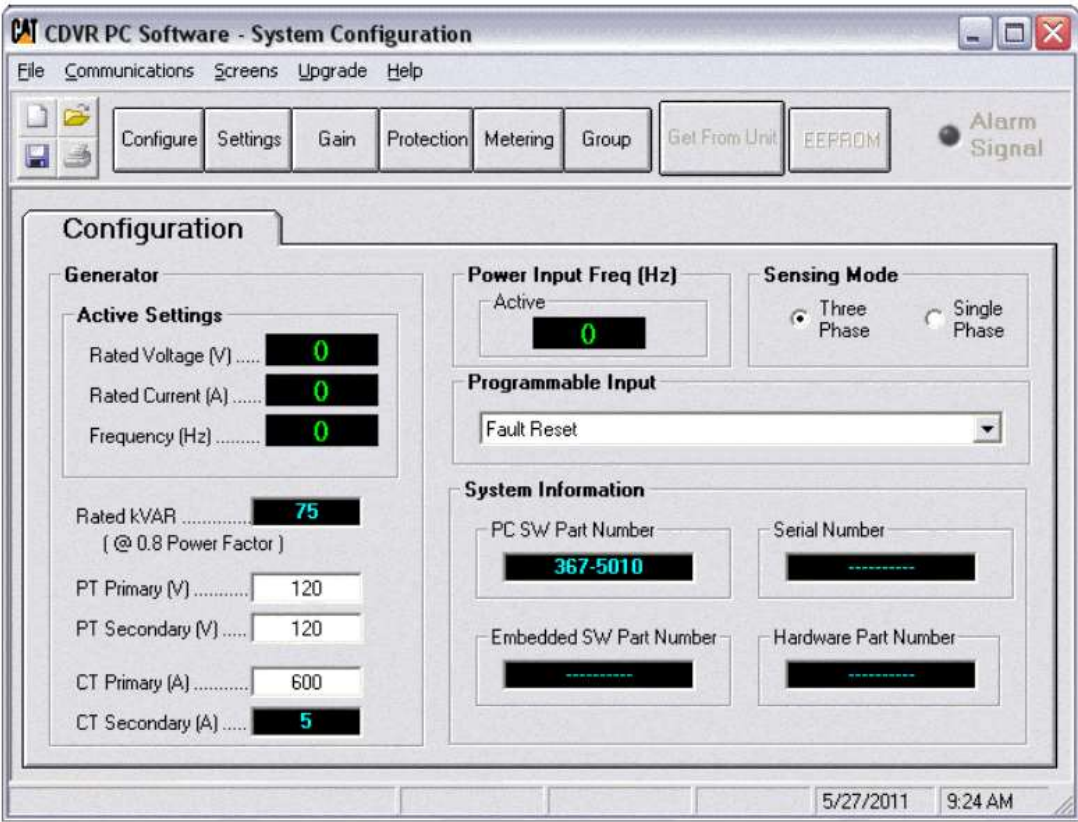 CAT CDVR PC Software - System Configuration
File Communications Screens Upgrade Help
Configure Settings Gain Protection Metering Group Get From Unit EEPROM Alarm Signal
Configuration
Generator
Active Settings
Rated Voltage (V) ..... 0
Rated Current (A) ...... 0
Frequency (Hz) ......... 0
Rated kVAR ............. 75
( @ 0.8 Power Factor )
PT Primary (V) ........... 120
PT Secondary (V) ..... 120
CT Primary (A) ........... 600
CT Secondary (A) ..... 5
Power Input Freq (Hz)
Active
0
Sensing Mode
Three Phase
Single Phase
Programmable Input
Fault Reset
System Information
PC SW Part Number
367-5010
Serial Number
----------
Embedded SW Part Number
----------
Hardware Part Number
----------
5/27/2011 9:24 AM